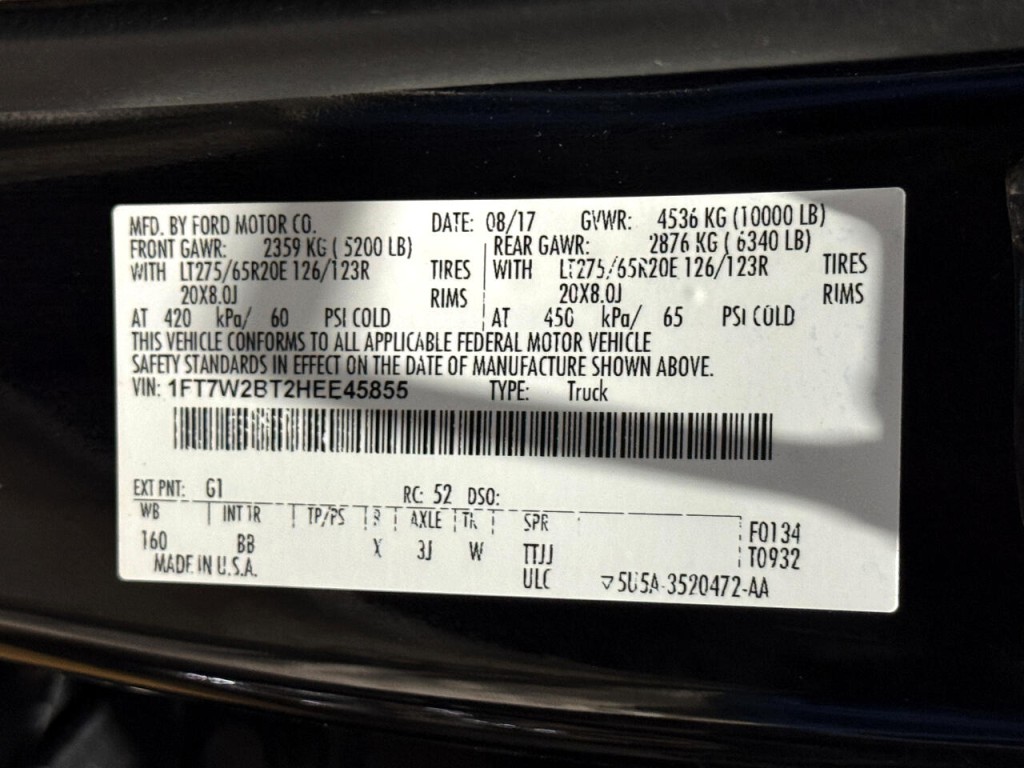 MFD. BY FORD MOTOR CO. DATE: 08/17 GVWR: 4536 KG (10000 LB)
FRONT GAWR: 2359 KG ( 5200 LB) REAR GAWR: 2876 KG ( 6340 LB)
WITH LT275/65R20E 126/123R TIRES WITH LT275/65R20E 126/123R TIRES
20X8.0J RIMS 20X8.0J RIMS
AT 420 kPa/ 60 PSI COLD AT 450 kPa/ 65 PSI COLD
THIS VEHICLE CONFORMS TO ALL APPLICABLE FEDERAL MOTOR VEHICLE
SAFETY STANDARDS IN EFFECT ON THE DATE OF MANUFACTURE SHOWN ABOVE.
VIN: 1FT7W2BT2HEE45855 TYPE: Truck
EXT PNT: G1 RC: 52 DSO:
WB INT TR TP/PS R AXLE TR SPR F0134
160 BB X 3J W TTJJ T0932
MADE IN U.S.A. ULC ▽5U5A-3520472-AA